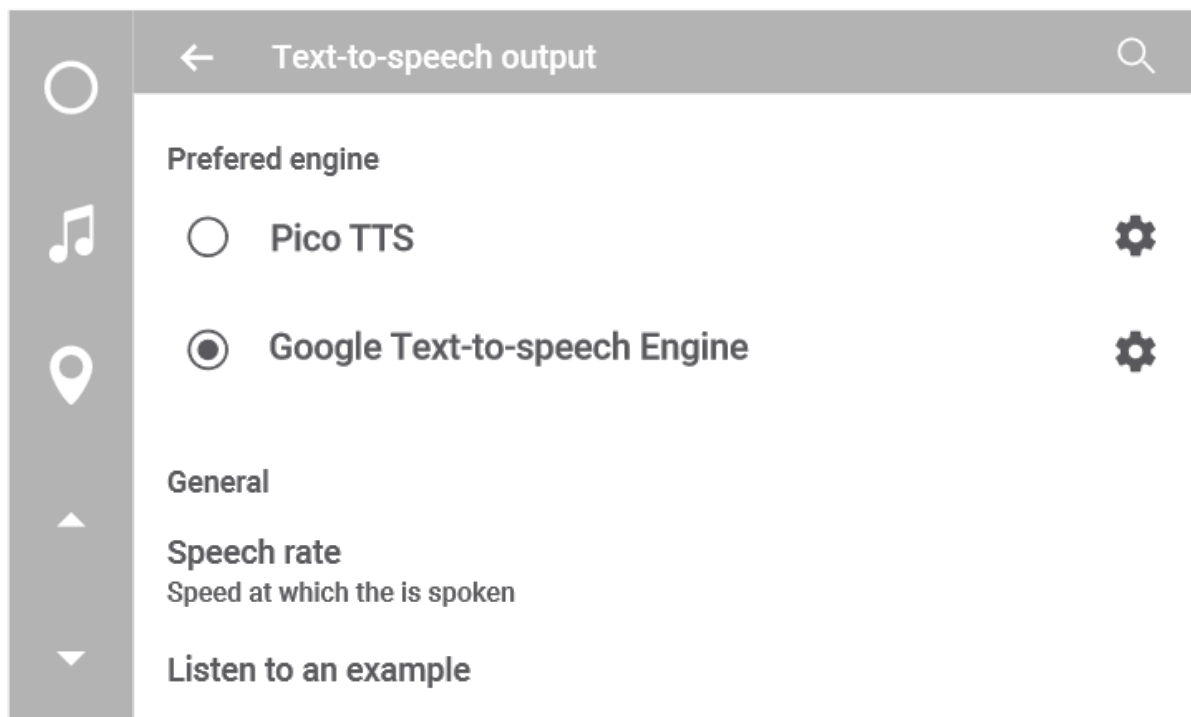 Text-to-speech output
Prefered engine
Pico TTS
Google Text-to-speech Engine
General
Speech rate
Speed at which the is spoken
Listen to an example